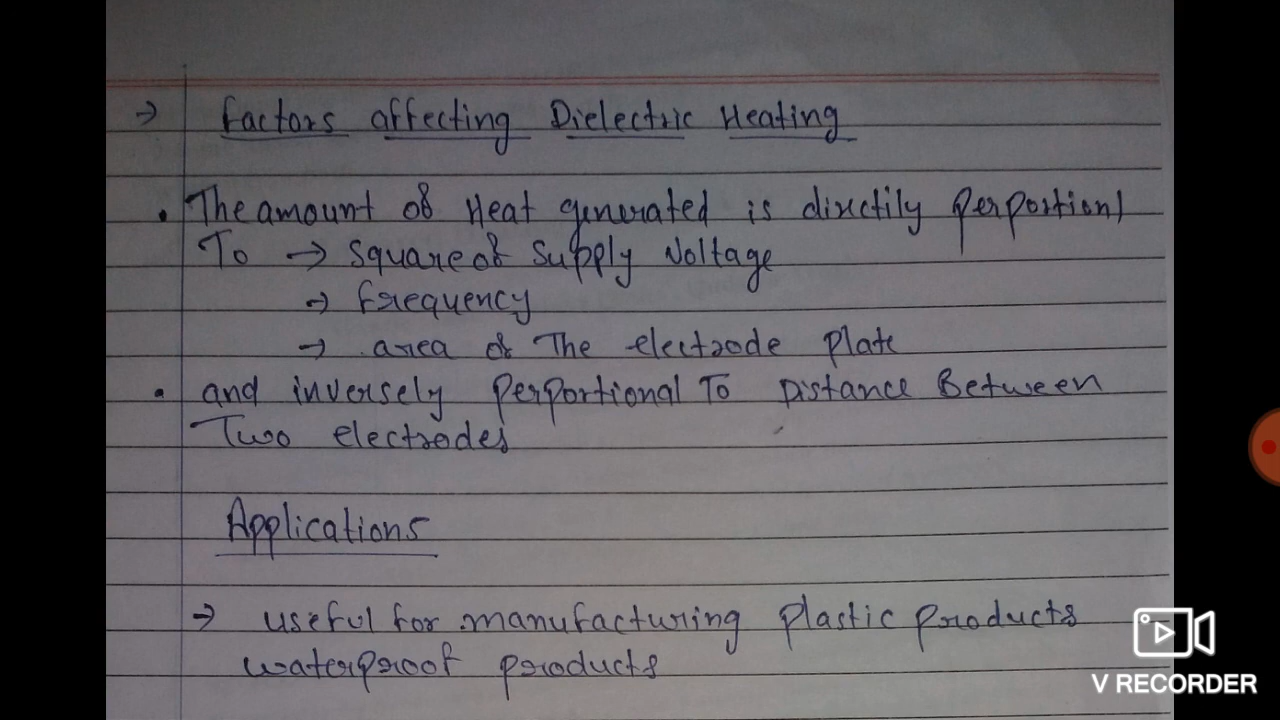 → Factors affecting Dielectric Heating
. The amount of Heat generated is directily perportionl
To → Square of Supply Voltage
→ frequency
→ area of The electrode plate
. and inversely perportional To Distance Between
Two electrodes
Applications
→ useful for manufacturing plastic products
waterproof products
V RECORDER